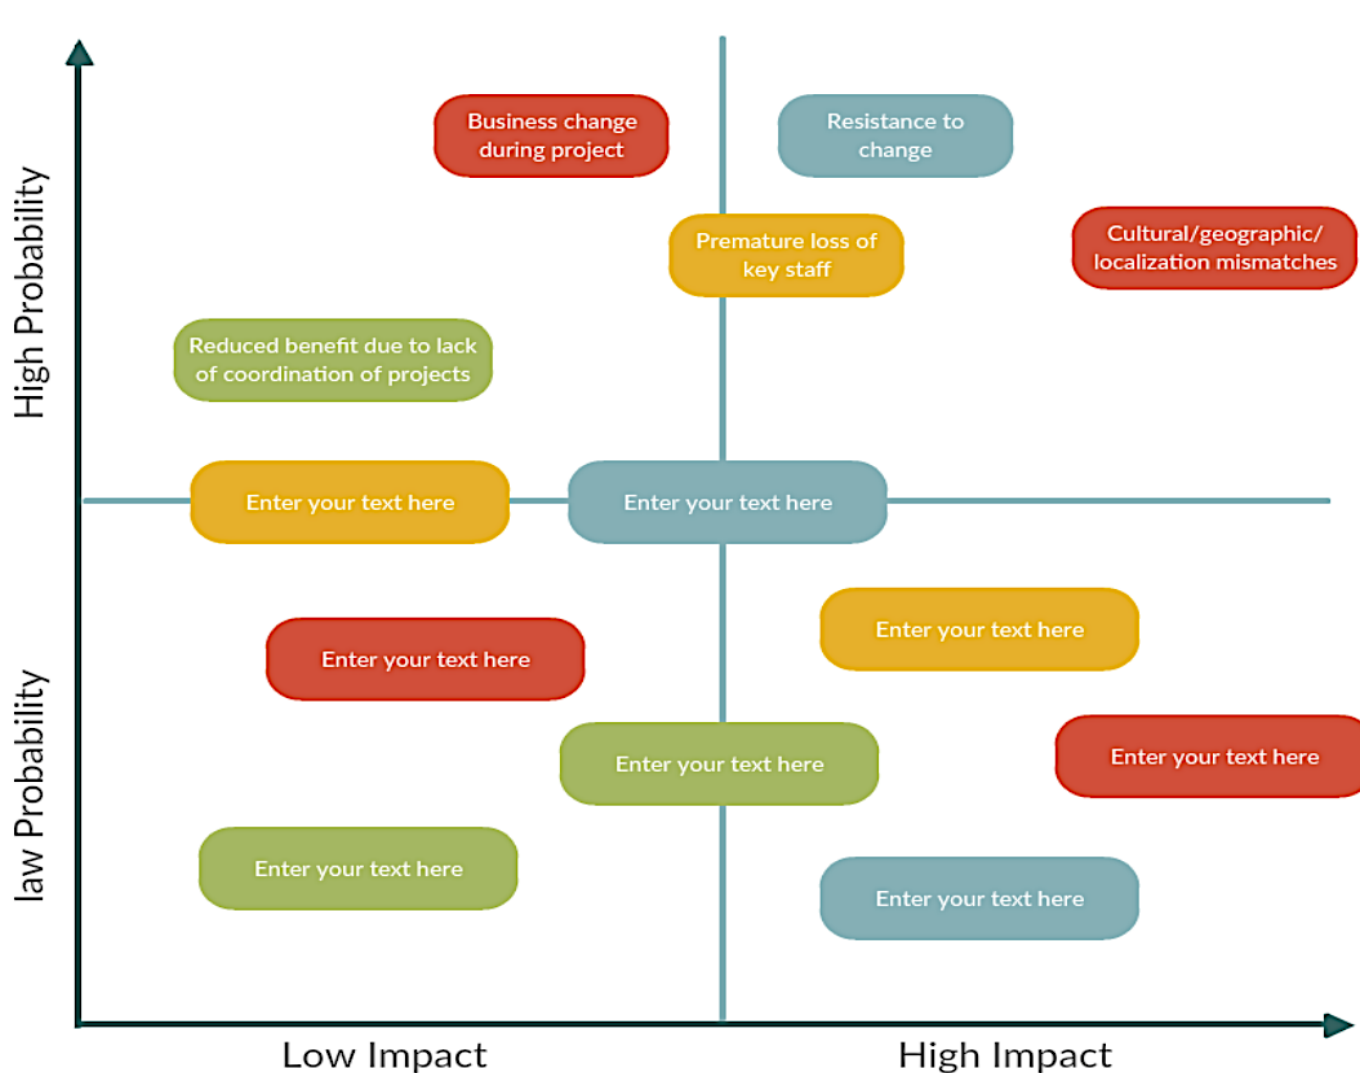 High Probability
Business change
during project
Resistance to
change
Premature loss of
key staff
Cultural/geographic/
localization mismatches
Reduced benefit due to lack
of coordination of projects
Enter your text here
Enter your text here
law Probability
Enter your text here
Enter your text here
Enter your text here
Enter your text here
Enter your text here
Enter your text here
Low Impact
High Impact